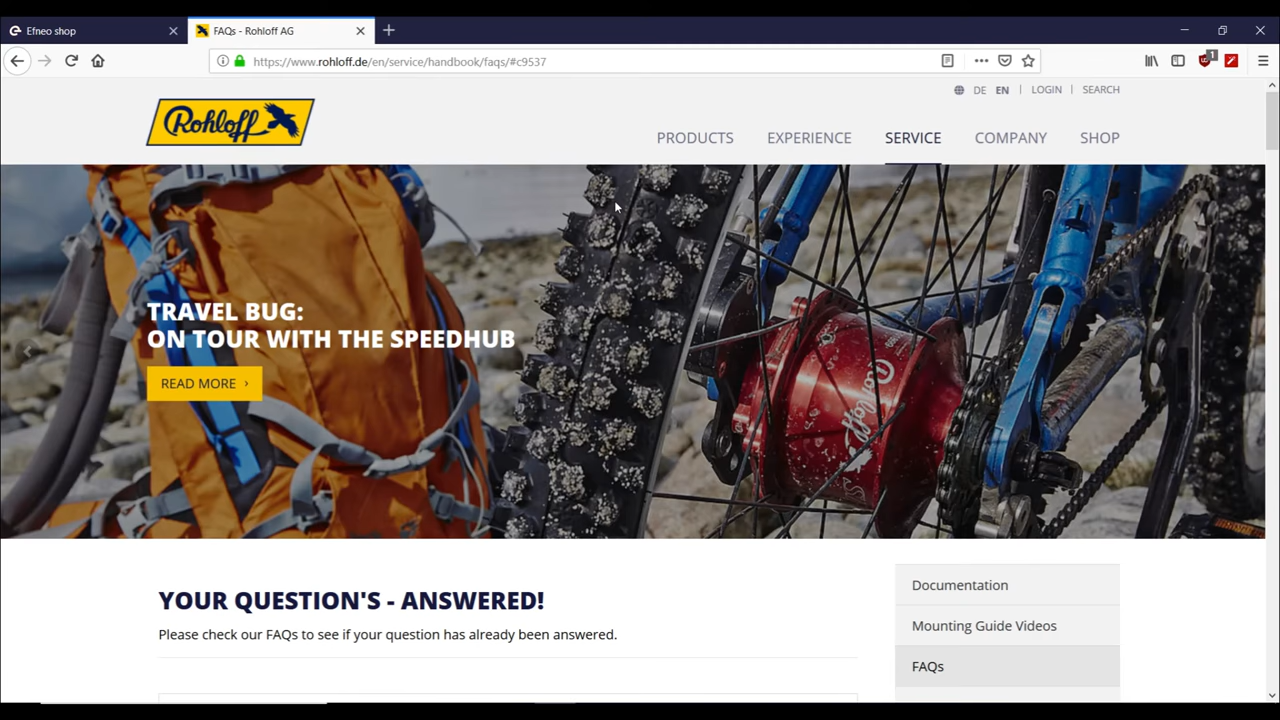 Efneo shop
FAQs - Rohloff AG
https://www.rohloff.de/en/service/handbook/faqs/#c9537
1
DE EN | LOGIN | SEARCH
Rohloff
PRODUCTS EXPERIENCE SERVICE COMPANY SHOP
TRAVEL BUG:
ON TOUR WITH THE SPEEDHUB
READ MORE ›
Rohloff
YOUR QUESTION'S - ANSWERED!
Please check our FAQs to see if your question has already been answered.
Documentation
Mounting Guide Videos
FAQs